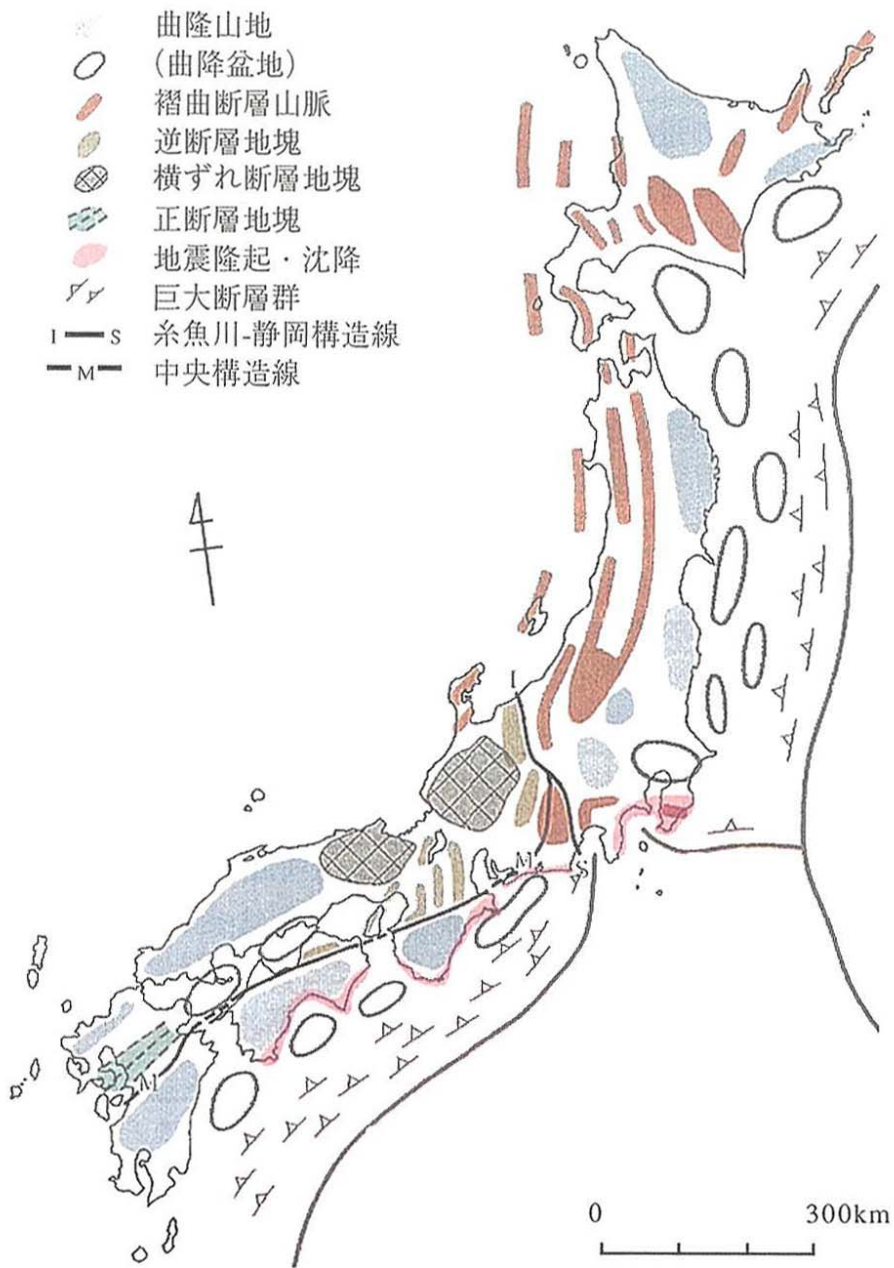 曲隆山地
(曲降盆地)
褶曲断層山脈
逆断層地塊
横ずれ断層地塊
正断層地塊
地震隆起・沈降
巨大断層群
I S 糸魚川-静岡構造線
M 中央構造線
I
M
S
M
0 300km